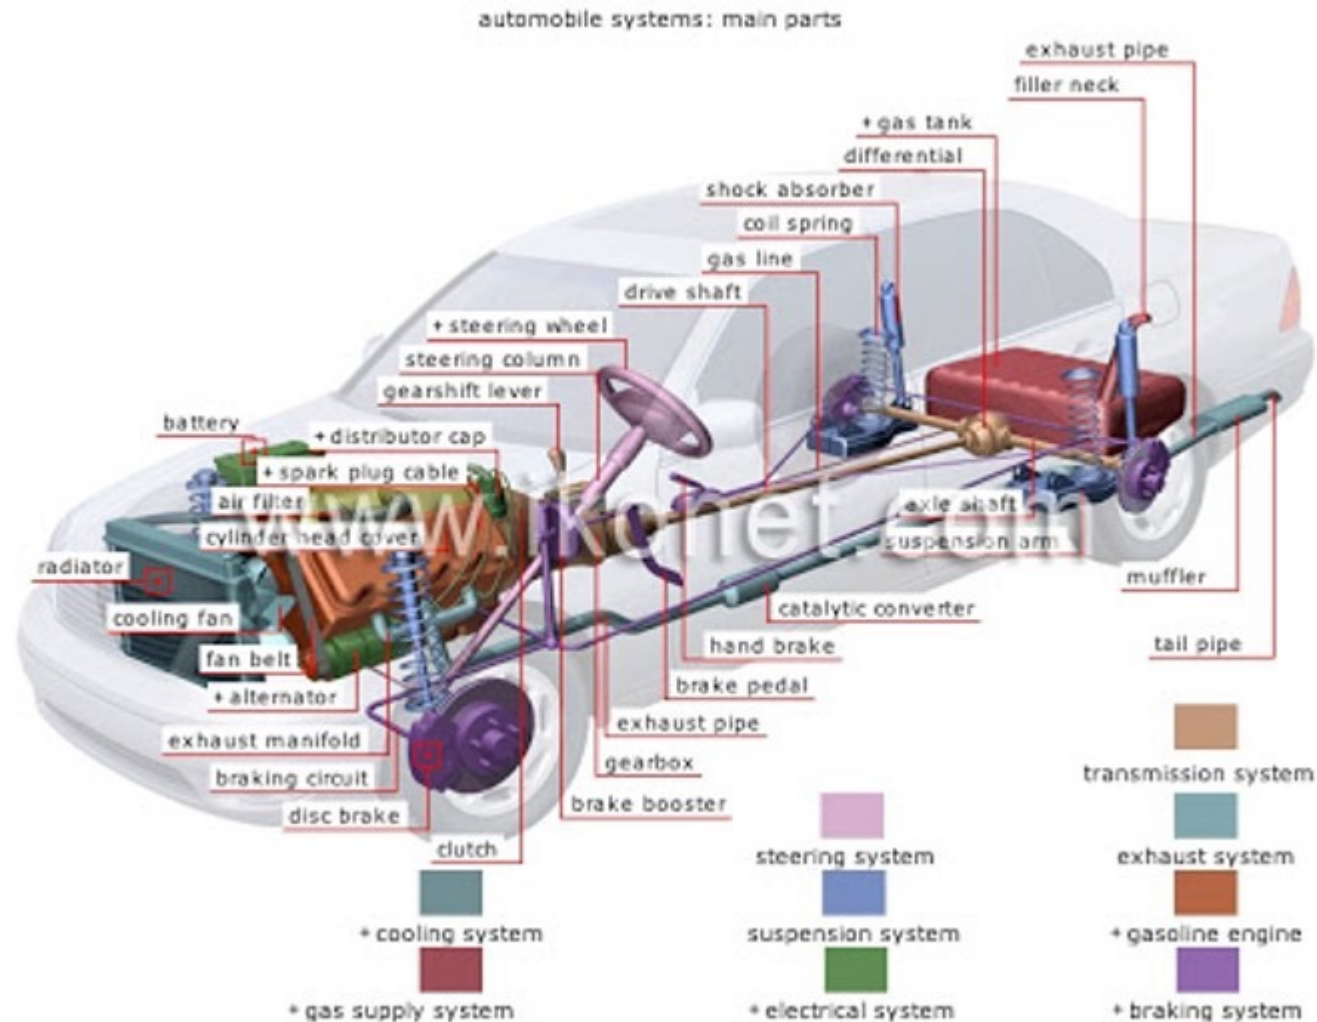 automobile systems: main parts
exhaust pipe
filler neck
+ gas tank
differential
shock absorber
coil spring
gas line
drive shaft
+ steering wheel
steering column
gearshift lever
battery
+ distributor cap
+ spark plug cable
air filter
cylinder head cover
www.ikonet.com
axle shaft
suspension arm
radiator
muffler
cooling fan
catalytic converter
hand brake
tail pipe
fan belt
brake pedal
+ alternator
exhaust pipe
exhaust manifold
gearbox
braking circuit
brake booster
disc brake
clutch
transmission system
steering system
exhaust system
+ cooling system
suspension system
+ gasoline engine
+ gas supply system
+ electrical system
+ braking system